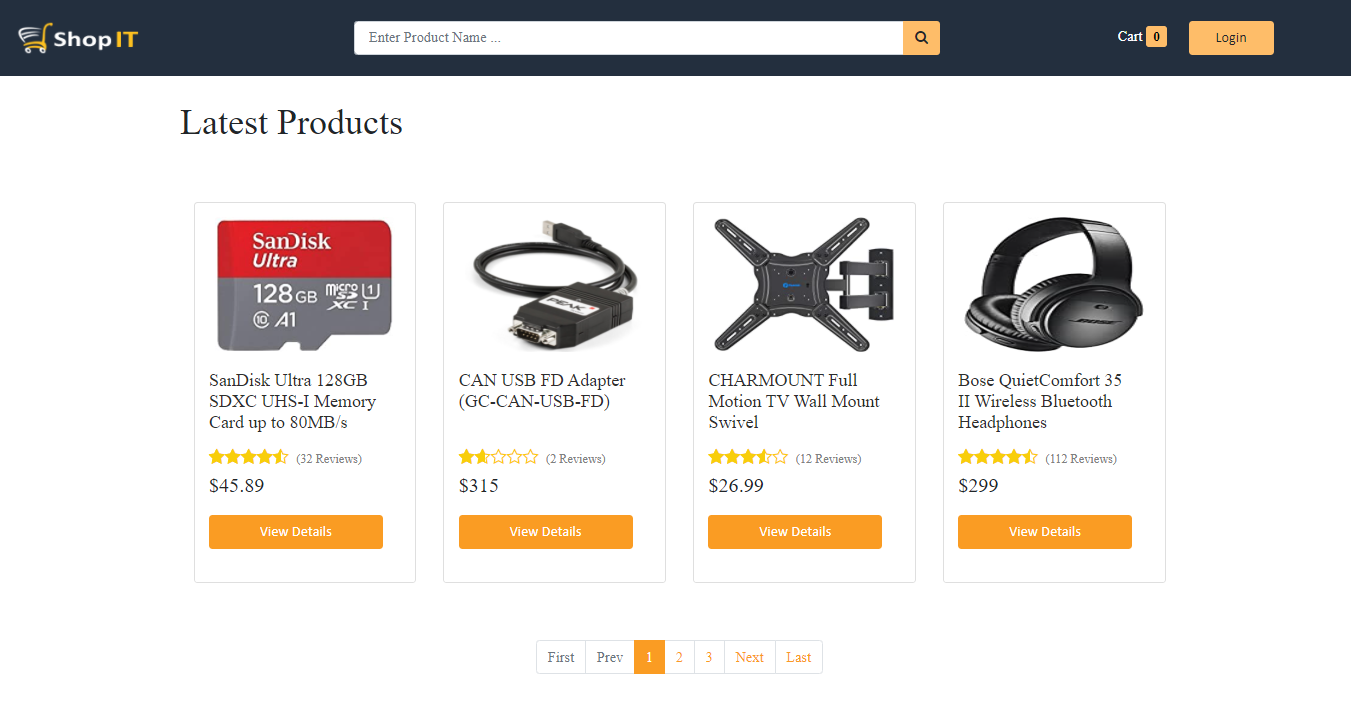 Shop IT
Enter Product Name ...
Cart 0
Login
Latest Products
SanDisk
Ultra
128GB
micro
SD
XC I
U1
10 A1
PEAK
BOSE
SanDisk Ultra 128GB
SDXC UHS-I Memory
Card up to 80MB/s
(32 Reviews)
$45.89
View Details
CAN USB FD Adapter
(GC-CAN-USB-FD)
(2 Reviews)
$315
View Details
CHARMOUNT Full
Motion TV Wall Mount
Swivel
(12 Reviews)
$26.99
View Details
Bose QuietComfort 35
II Wireless Bluetooth
Headphones
(112 Reviews)
$299
View Details
First Prev 1 2 3 Next Last